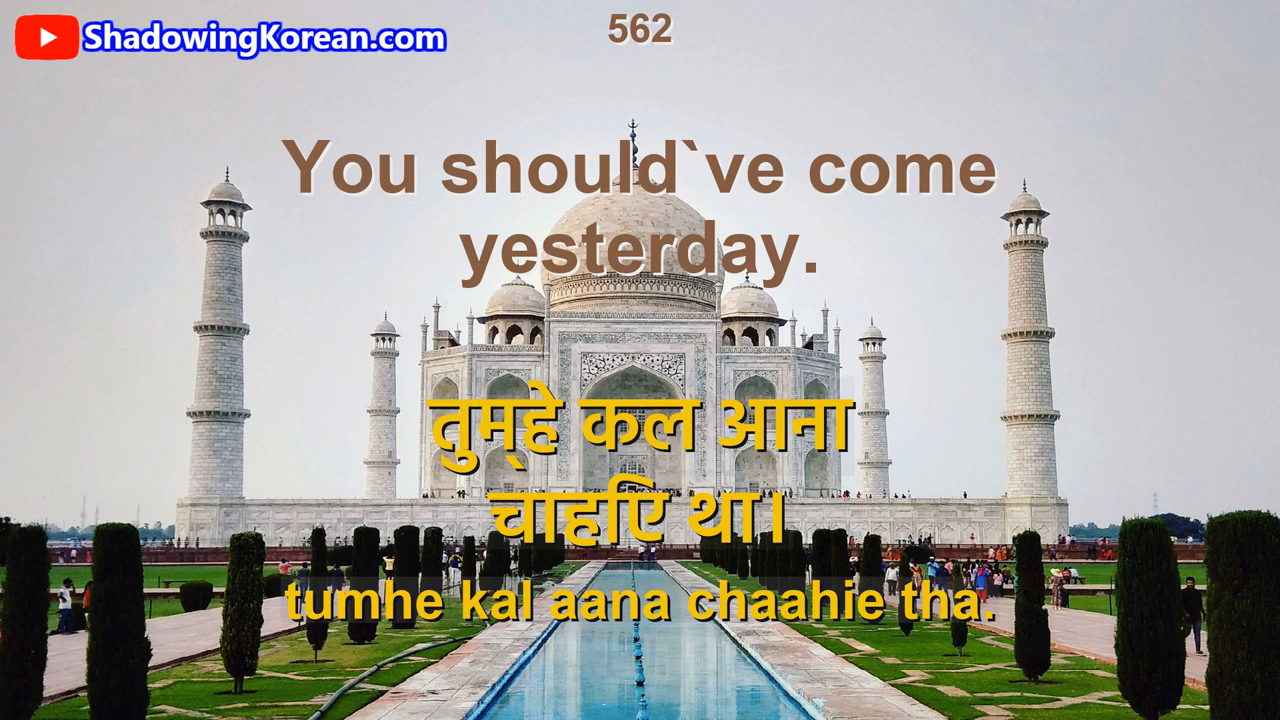 ShadowingKorean.com
562
You should`ve come
yesterday.
तुम्हे कल आना
चाहिए था।
tumhe kal aana chaahie tha.